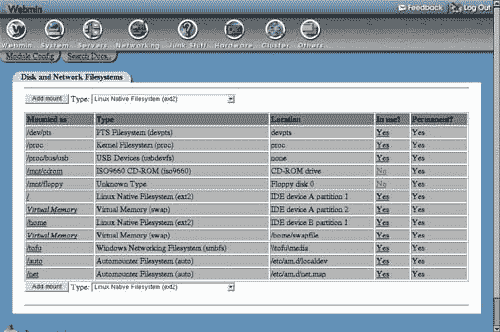 Webmin
Feedback Log Out
Webmin System Servers Networking Junk Stuff Hardware Cluster Others
Module Config Search Docs..
Disk and Network Filesystems
Add mount Type: Linux Native Filesystem (ext2)
Mounted as Type Location In use? Permanent?
/dev/pts PTS Filesystem (devpts) devpts Yes Yes
/proc Kernel Filesystem (proc) proc Yes Yes
/proc/bus/usb USB Devices (usbdevfs) none Yes Yes
/mnt/cdrom ISO9660 CD-ROM (iso9660) CD-ROM drive No Yes
/mnt/floppy Unknown Type Floppy disk 0 No Yes
/ Linux Native Filesystem (ext2) IDE device A partition 1 Yes Yes
Virtual Memory Virtual Memory (swap) IDE device A partition 2 Yes Yes
/home Linux Native Filesystem (ext2) IDE device B partition 1 Yes Yes
Virtual Memory Virtual Memory (swap) /home/swapfile Yes Yes
/tofu Windows Networking Filesystem (smbfs) \\tofu\media Yes Yes
/auto Automounter Filesystem (auto) /etc/am.d/localdev Yes Yes
/net Automounter Filesystem (auto) /etc/am.d/net.map Yes Yes
Add mount Type: Linux Native Filesystem (ext2)